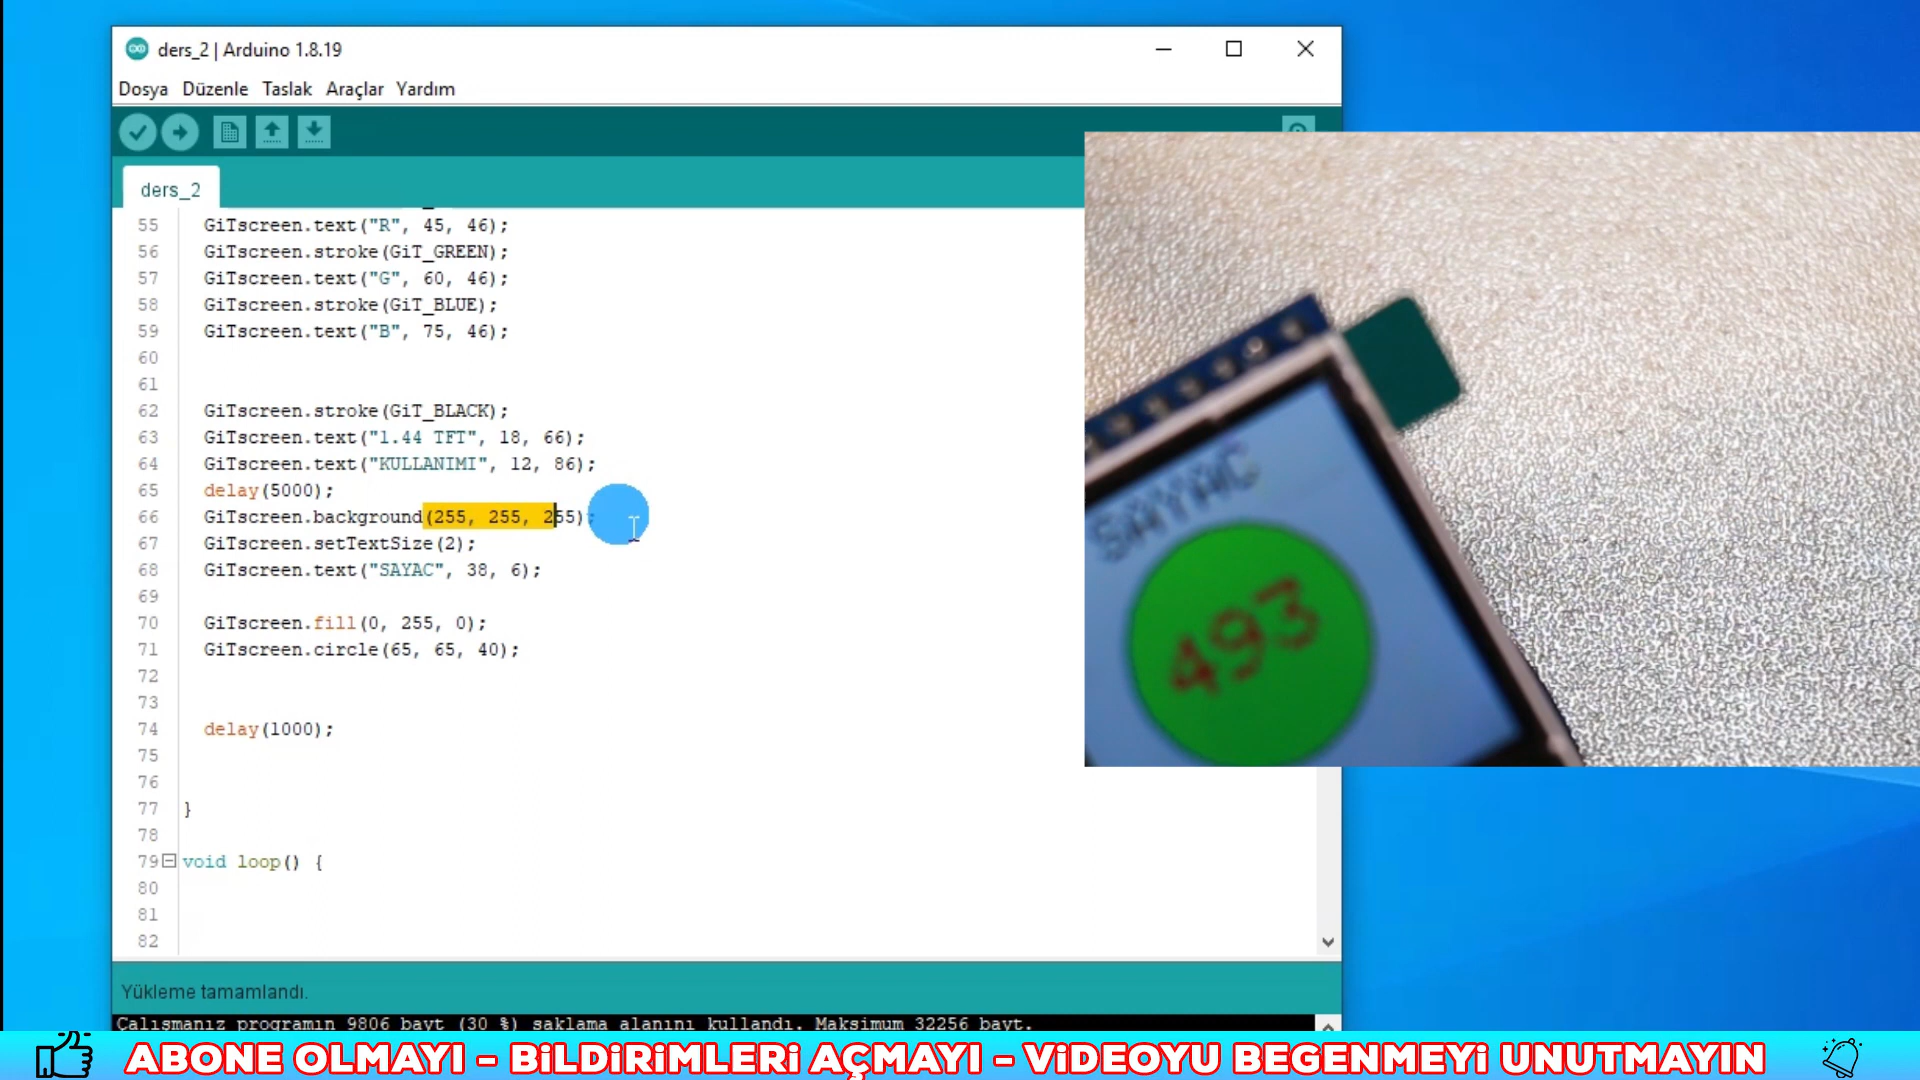 ders_2 | Arduino 1.8.19
Dosya Düzenle Taslak Araçlar Yardım
ders_2
55 GiTscreen.text("R", 45, 46);
56 GiTscreen.stroke(GiT_GREEN);
57 GiTscreen.text("G", 60, 46);
58 GiTscreen.stroke(GiT_BLUE);
59 GiTscreen.text("B", 75, 46);
60
61
62 GiTscreen.stroke(GiT_BLACK);
63 GiTscreen.text("1.44 TFT", 18, 66);
64 GiTscreen.text("KULLANIMI", 12, 86);
65 delay(5000);
66 GiTscreen.background(255, 255, 255);
67 GiTscreen.setTextSize(2);
68 GiTscreen.text("SAYAC", 38, 6);
69
70 GiTscreen.fill(0, 255, 0);
71 GiTscreen.circle(65, 65, 40);
72
73
74 delay(1000);
75
76
77 }
78
79 void loop() {
80
81
82
SAYAC
493
Yükleme tamamlandı.
Çalışmanız programın 9806 bayt (30 %) saklama alanını kullandı. Maksimum 32256 bayt.
ABONE OLMAYI - BiLDiRiMLERi AÇMAYI - ViDEOYU BEGENMEYi UNUTMAYIN